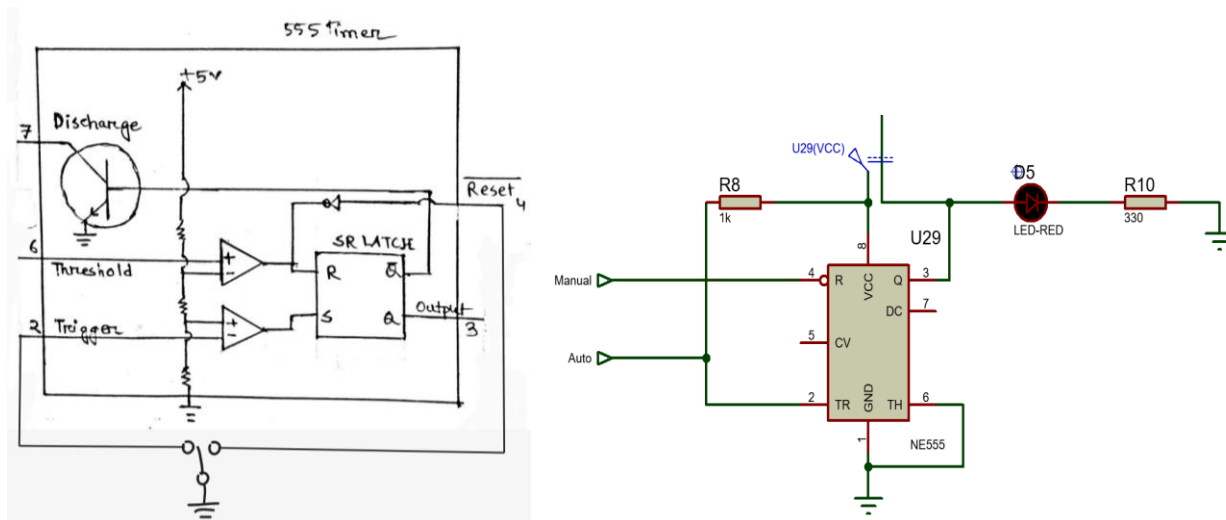 555 Timer
+5V
Discharge
7
Reset
4
6
Threshold
+
-
SR LATCH
R
Q
S
Q
+
-
2
Trigger
Output
3
U29(VCC)
D5
R8
R10
1k
LED-RED
330
U29
8
VCC
Manual
4
R
Q
3
DC
7
5
CV
Auto
2
TR
GND
TH
6
1
NE555